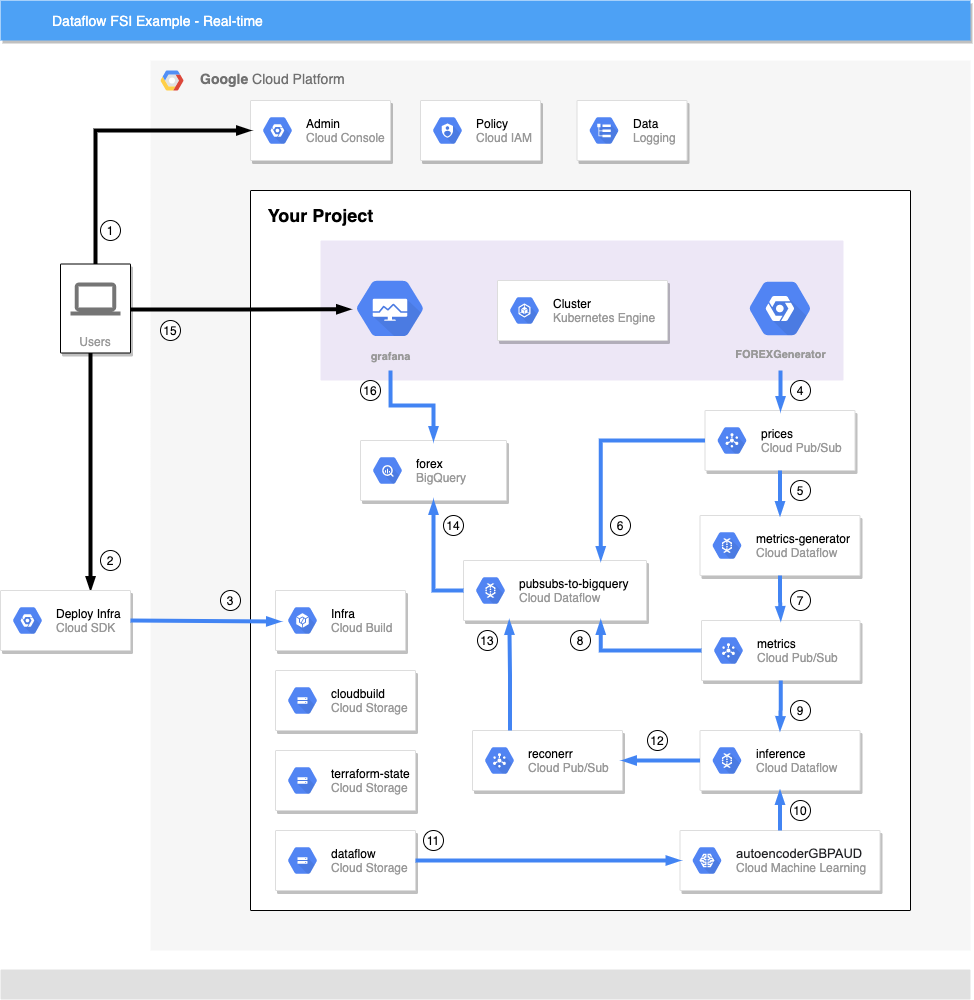 Dataflow FSI Example - Real-time
Google Cloud Platform
Admin
Cloud Console
Policy
Cloud IAM
Data
Logging
1
Your Project
Users
15
grafana
Cluster
Kubernetes Engine
FOREXGenerator
16
4
forex
BigQuery
prices
Cloud Pub/Sub
5
14
6
metrics-generator
Cloud Dataflow
2
pubsubs-to-bigquery
Cloud Dataflow
3
7
Deploy Infra
Cloud SDK
Infra
Cloud Build
13
8
metrics
Cloud Pub/Sub
cloudbuild
Cloud Storage
9
12
reconerr
Cloud Pub/Sub
inference
Cloud Dataflow
terraform-state
Cloud Storage
10
11
dataflow
Cloud Storage
autoencoderGBPAUD
Cloud Machine Learning